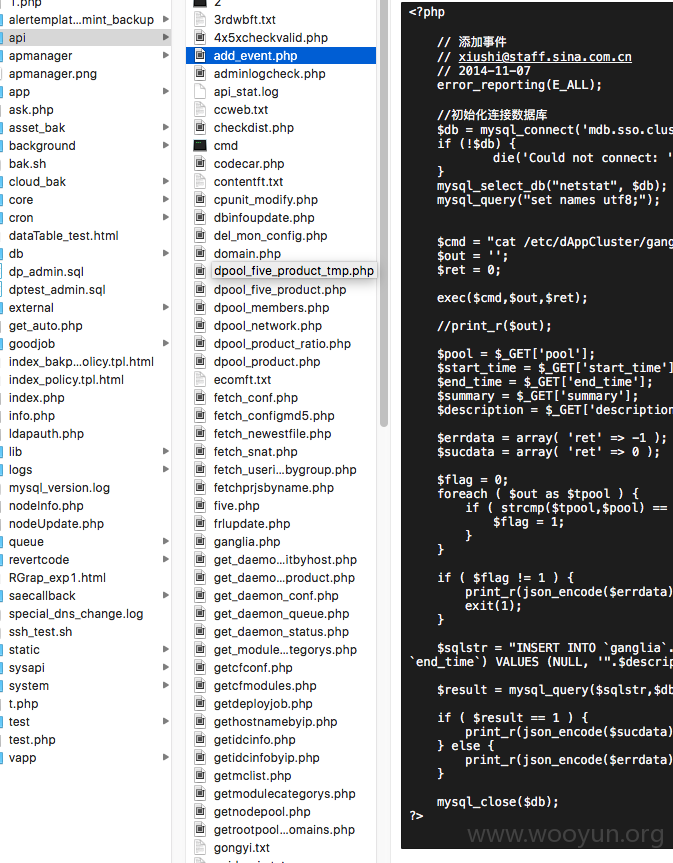 1.php
alertemplat...mint_backup
api
apmanager
apmanager.png
app
ask.php
asset_bak
background
bak.sh
cloud_bak
core
cron
dataTable_test.html
db
dp_admin.sql
dptest_admin.sql
external
get_auto.php
goodjob
index_bakp...olicy.tpl.html
index_policy.tpl.html
index.php
info.php
ldapauth.php
lib
logs
mysql_version.log
nodeInfo.php
nodeUpdate.php
queue
revertcode
RGrap_exp1.html
saecallback
special_dns_change.log
ssh_test.sh
static
sysapi
system
t.php
test
test.php
vapp
2
3rdwbft.txt
4x5xcheckvalid.php
add_event.php
adminlogcheck.php
api_stat.log
ccweb.txt
checkdist.php
cmd
codecar.php
contentft.txt
cpunit_modify.php
dbinfoupdate.php
del_mon_config.php
domain.php
dpool_five_product_tmp.php
dpool_five_product.php
dpool_members.php
dpool_network.php
dpool_product_ratio.php
dpool_product.php
ecomft.txt
fetch_conf.php
fetch_configmd5.php
fetch_newestfile.php
fetch_snat.php
fetch_useri...bygroup.php
fetchprjsbyname.php
five.php
frlupdate.php
ganglia.php
get_daemo...itbyhost.php
get_daemo...product.php
get_daemon_conf.php
get_daemon_queue.php
get_daemon_status.php
get_module...tegorys.php
getcfconf.php
getcfmodules.php
getdeployjob.php
gethostnamebyip.php
getidcinfo.php
getidcinfobyip.php
getmclist.php
getmodulecategorys.php
getnodepool.php
getrootpool...omains.php
gongyi.txt
<?php
// 添加事件
// xiushi@staff.sina.com.cn
// 2014-11-07
error_reporting(E_ALL);
//初始化连接数据库
$db = mysql_connect('mdb.sso.clus
if (!$db) {
die('Could not connect: '
}
mysql_select_db("netstat", $db);
mysql_query("set names utf8;");
$cmd = "cat /etc/dAppCluster/gang
$out = '';
$ret = 0;
exec($cmd,$out,$ret);
//print_r($out);
$pool = $_GET['pool'];
$start_time = $_GET['start_time']
$end_time = $_GET['end_time'];
$summary = $_GET['summary'];
$description = $_GET['description
$errdata = array( 'ret' => -1 );
$sucdata = array( 'ret' => 0 );
$flag = 0;
foreach ( $out as $tpool ) {
if ( strcmp($tpool,$pool) ==
$flag = 1;
}
}
if ( $flag != 1 ) {
print_r(json_encode($errdata)
exit(1);
}
$sqlstr = "INSERT INTO `ganglia`.
`end_time`) VALUES (NULL, '".$descrip
$result = mysql_query($sqlstr,$db
if ( $result == 1 ) {
print_r(json_encode($sucdata)
} else {
print_r(json_encode($errdata)
}
mysql_close($db);
?>
www.wooyun.org